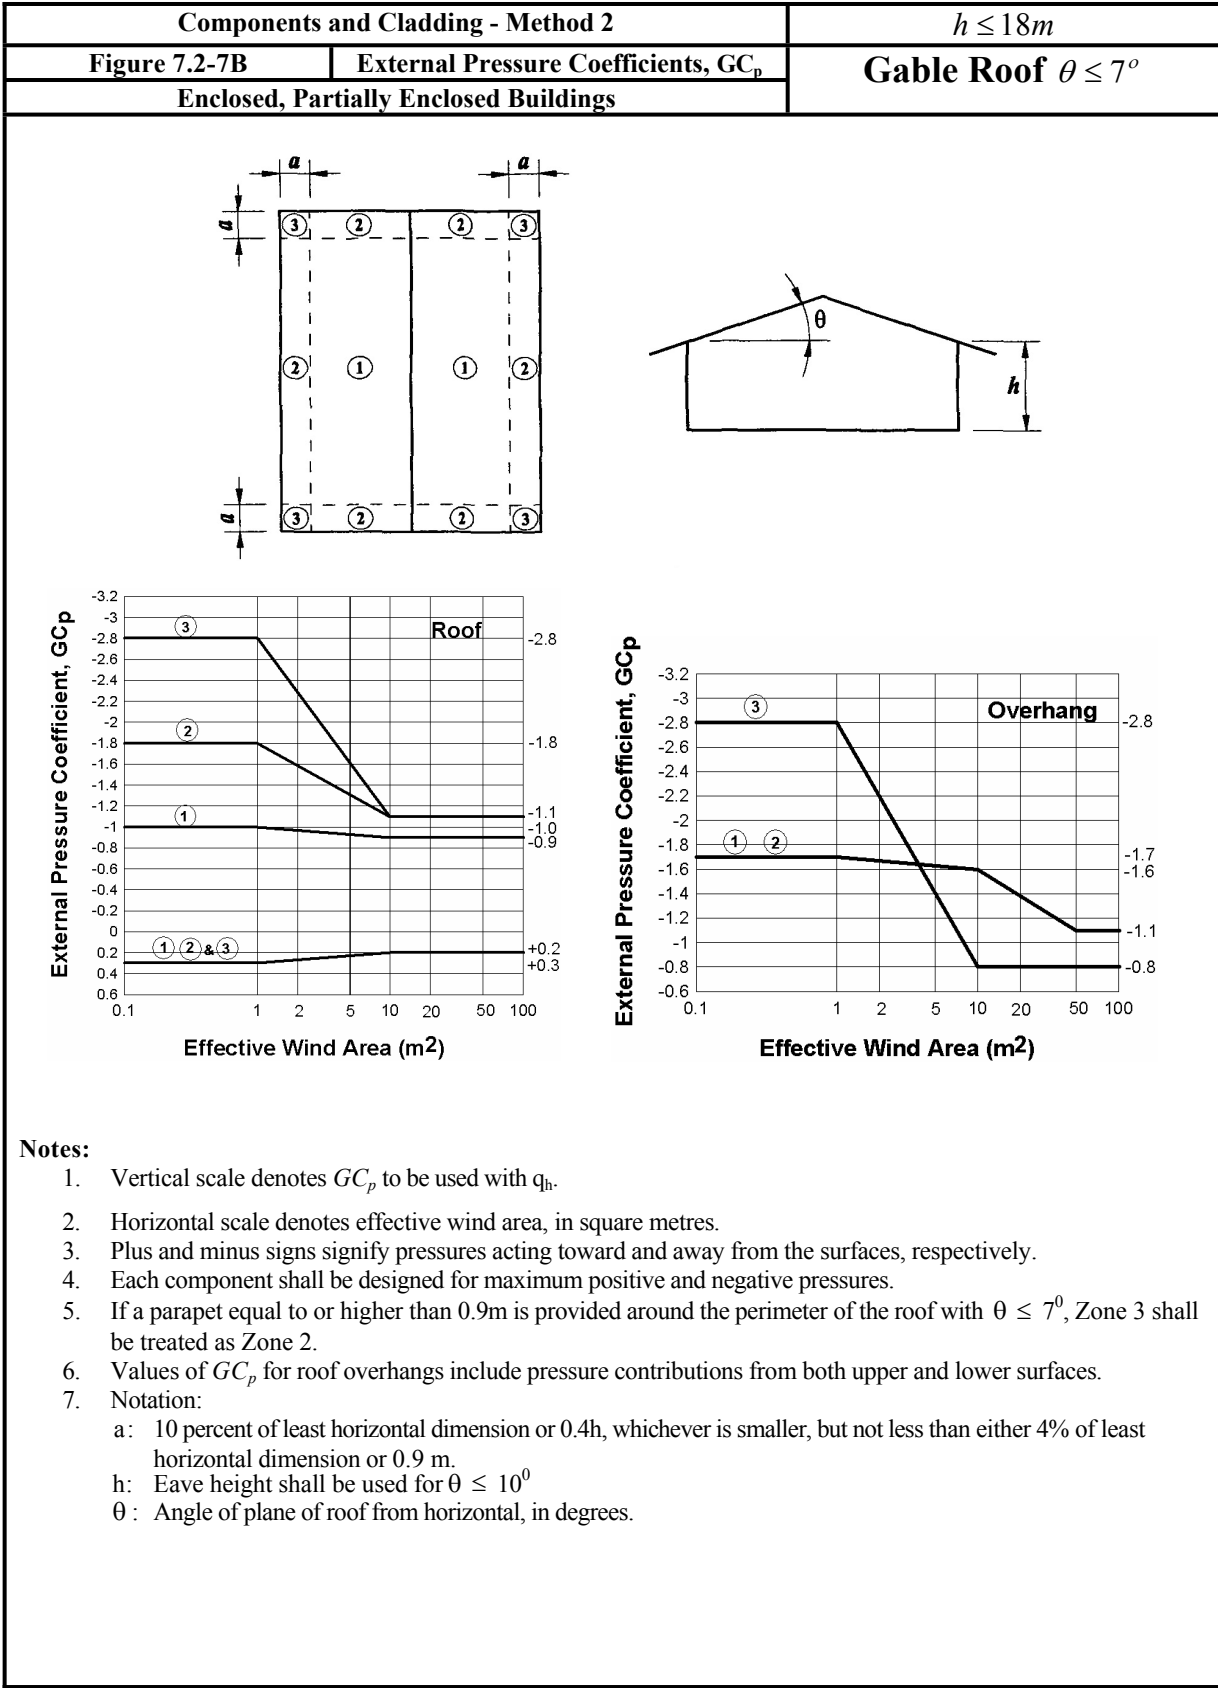 Components and Cladding - Method 2
h ≤ 18m
Figure 7.2-7B
External Pressure Coefficients, GCp
Gable Roof θ ≤ 7°
Enclosed, Partially Enclosed Buildings
a
a
a
3 2 2 3
θ
2 1 1 2
h
a
3 2 2 3
External Pressure Coefficient, GCp
-3.2
-3
-2.8
-2.6
-2.4
-2.2
-2
-1.8
-1.6
-1.4
-1.2
-1
-0.8
-0.6
-0.4
-0.2
0
0.2
0.4
0.6
3
Roof
2
1
1 2 & 3
-2.8
-1.8
-1.1
-1.0
-0.9
+0.2
+0.3
0.1 1 2 5 10 20 50 100
Effective Wind Area (m2)
External Pressure Coefficient, GCp
-3.2
-3
-2.8
-2.6
-2.4
-2.2
-2
-1.8
-1.6
-1.4
-1.2
-1
-0.8
-0.6
3
Overhang
1 2
-2.8
-1.7
-1.6
-1.1
-0.8
0.1 1 2 5 10 20 50 100
Effective Wind Area (m2)
Notes:
1. Vertical scale denotes GCp to be used with qh.
2. Horizontal scale denotes effective wind area, in square metres.
3. Plus and minus signs signify pressures acting toward and away from the surfaces, respectively.
4. Each component shall be designed for maximum positive and negative pressures.
5. If a parapet equal to or higher than 0.9m is provided around the perimeter of the roof with θ ≤ 7⁰, Zone 3 shall
be treated as Zone 2.
6. Values of GCp for roof overhangs include pressure contributions from both upper and lower surfaces.
7. Notation:
a: 10 percent of least horizontal dimension or 0.4h, whichever is smaller, but not less than either 4% of least
horizontal dimension or 0.9 m.
h: Eave height shall be used for θ ≤ 10⁰
θ : Angle of plane of roof from horizontal, in degrees.